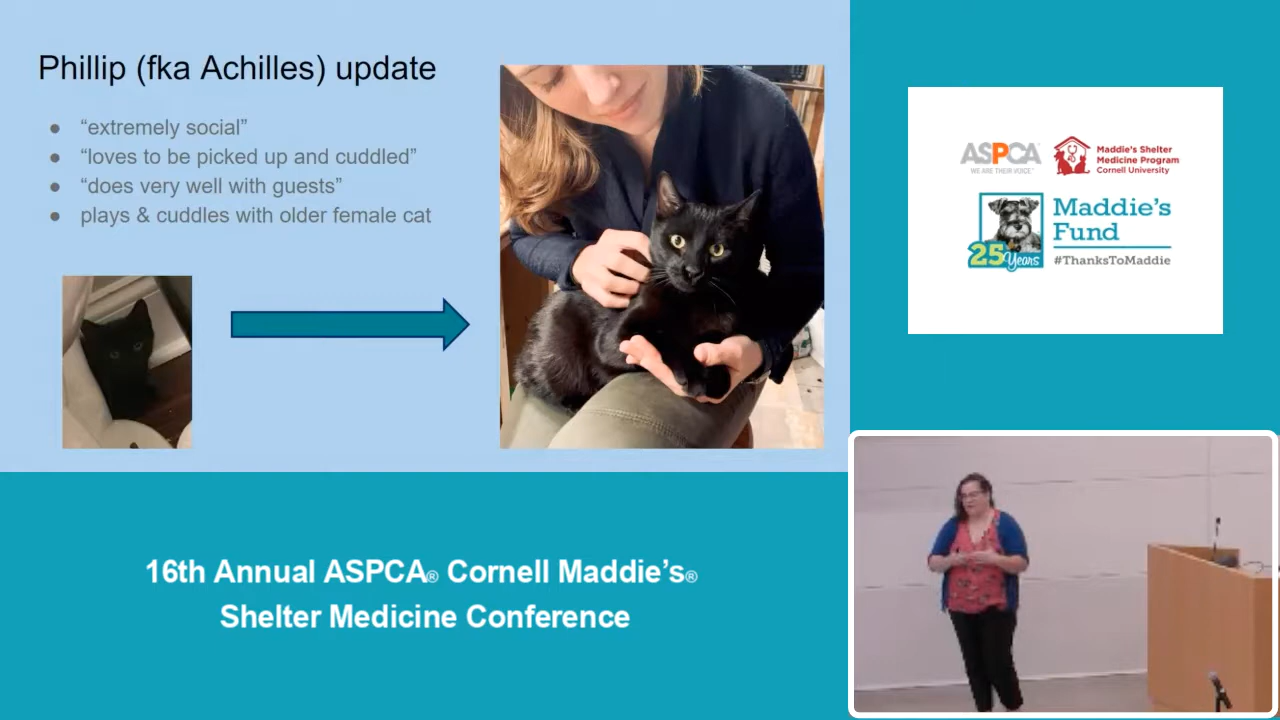 Phillip (fka Achilles) update
● “extremely social”
● “loves to be picked up and cuddled”
● “does very well with guests”
● plays & cuddles with older female cat
ASPCA
WE ARE THEIR VOICE®
Maddie's Shelter
Medicine Program
Cornell University
Maddie's
Fund
25 Years
#ThanksToMaddie
16th Annual ASPCA® Cornell Maddie’s®
Shelter Medicine Conference